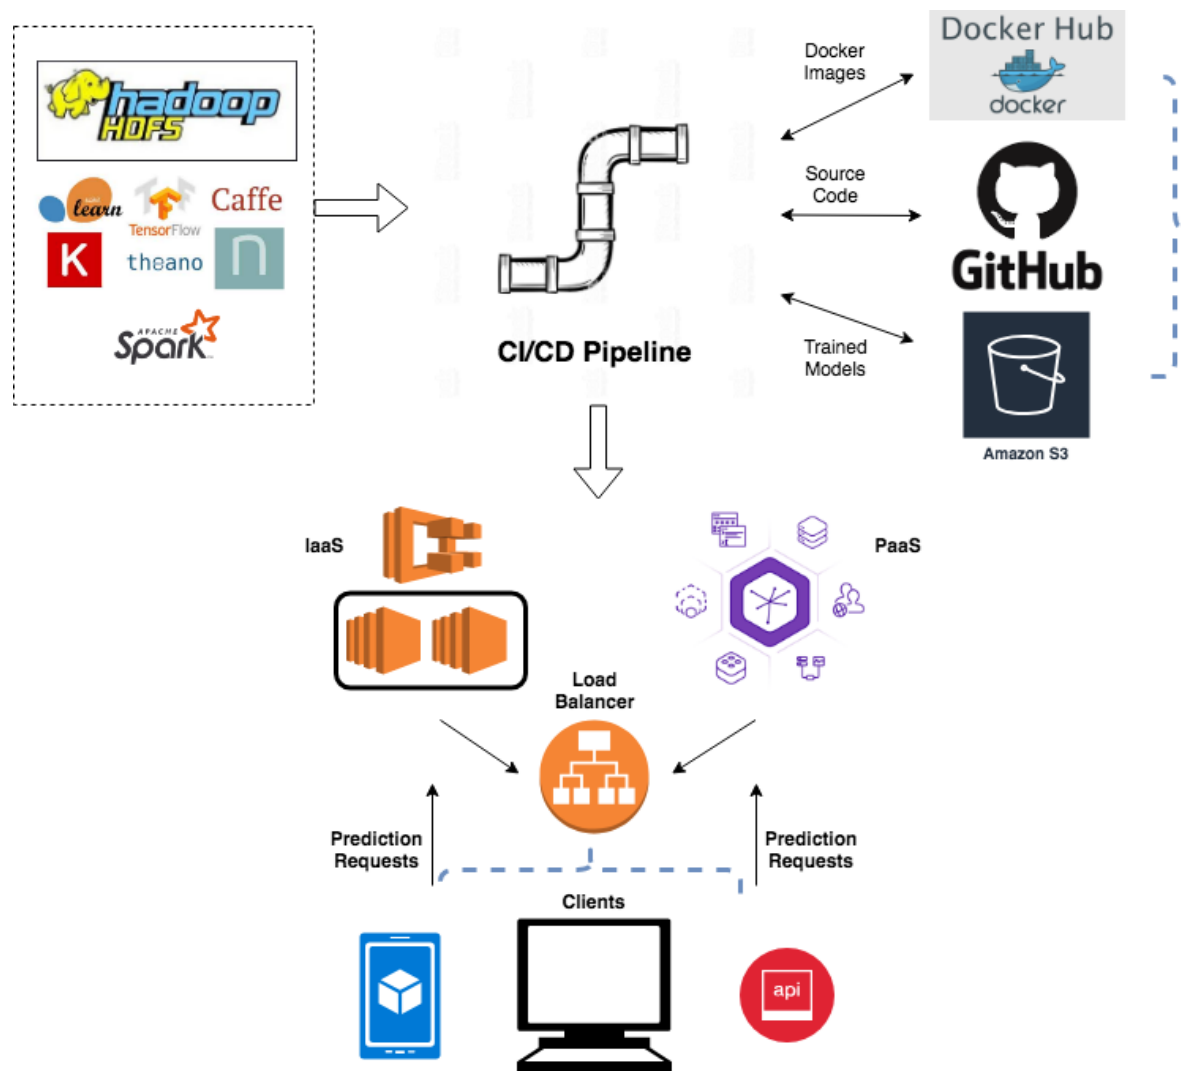 hadoop
HDFS
learn
TensorFlow
Caffe
K
theano
n
APACHE
Spark
CI/CD Pipeline
Docker
Images
Source
Code
Trained
Models
Docker Hub
docker
GitHub
Amazon S3
IaaS
PaaS
Load
Balancer
Prediction
Requests
Prediction
Requests
Clients
api